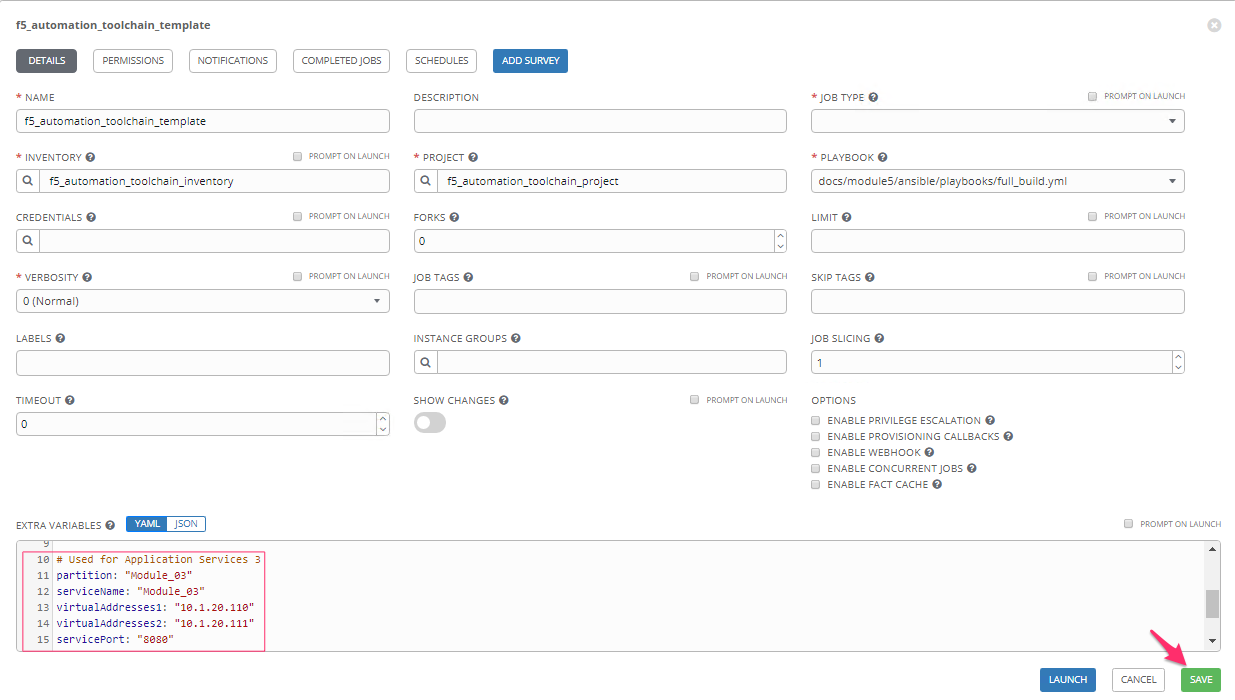 f5_automation_toolchain_template
DETAILS PERMISSIONS NOTIFICATIONS COMPLETED JOBS SCHEDULES ADD SURVEY
* NAME DESCRIPTION * JOB TYPE PROMPT ON LAUNCH
f5_automation_toolchain_template
* INVENTORY PROMPT ON LAUNCH * PROJECT * PLAYBOOK
f5_automation_toolchain_inventory f5_automation_toolchain_project docs/module5/ansible/playbooks/full_build.yml
CREDENTIALS PROMPT ON LAUNCH FORKS LIMIT PROMPT ON LAUNCH
0
* VERBOSITY PROMPT ON LAUNCH JOB TAGS PROMPT ON LAUNCH SKIP TAGS PROMPT ON LAUNCH
0 (Normal)
LABELS INSTANCE GROUPS JOB SLICING
1
TIMEOUT SHOW CHANGES PROMPT ON LAUNCH OPTIONS
0
ENABLE PRIVILEGE ESCALATION
ENABLE PROVISIONING CALLBACKS
ENABLE WEBHOOK
ENABLE CONCURRENT JOBS
ENABLE FACT CACHE
EXTRA VARIABLES YAML JSON PROMPT ON LAUNCH
9
10 # Used for Application Services 3
11 partition: "Module_03"
12 serviceName: "Module_03"
13 virtualAddresses1: "10.1.20.110"
14 virtualAddresses2: "10.1.20.111"
15 servicePort: "8080"
LAUNCH CANCEL SAVE